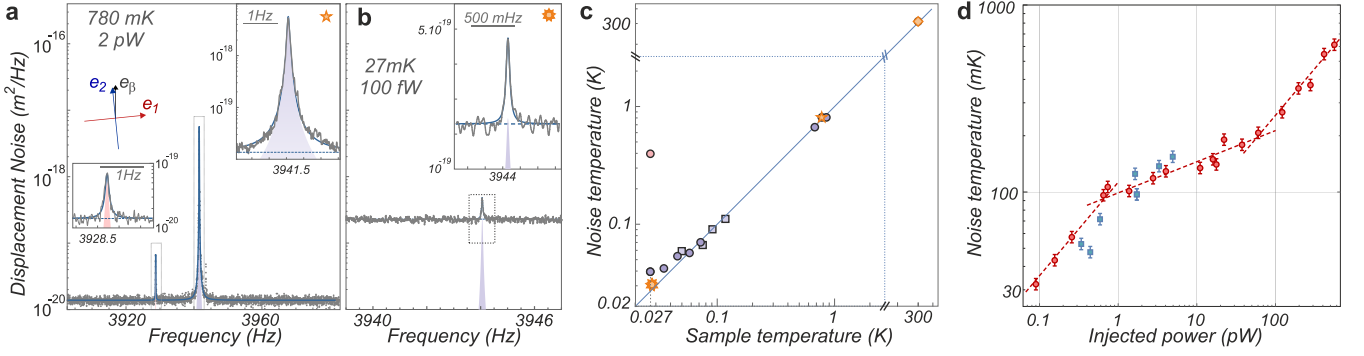 a
780 mK
2 pW
1Hz
10⁻¹⁶
10⁻¹⁸
10⁻²⁰
Displacement Noise (m²/Hz)
e₂
eβ
e₁
10⁻¹⁸
10⁻¹⁹
3941.5
1Hz
10⁻¹⁹
10⁻²⁰
3928.5
3920
3960
Frequency (Hz)
b
27mK
100 fW
500 mHz
5.10⁻¹⁹
10⁻¹⁹
3944
3940
3946
Frequency (Hz)
c
Noise temperature (K)
300
1
0.1
0.02
0.027
0.1
1
300
Sample temperature (K)
d
Noise temperature (mK)
1000
100
30
0.1
1
10
100
Injected power (pW)